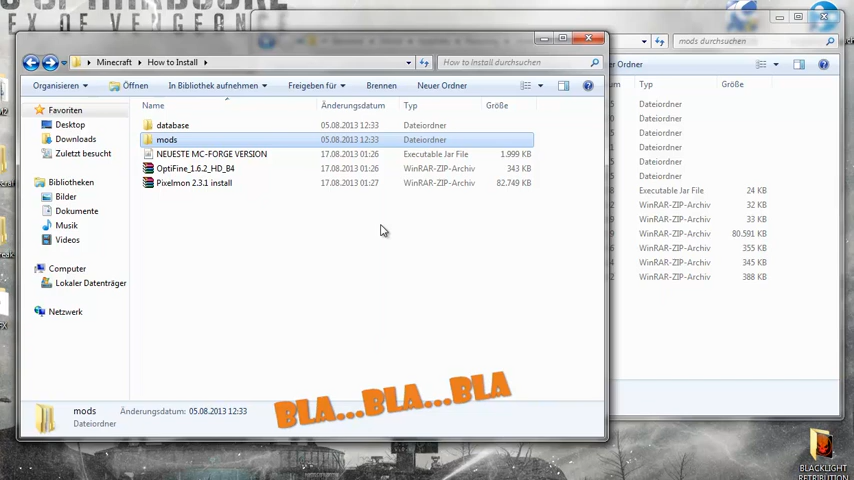 EX OF VENGEANCE
mods durchsuchen
Minecraft
How to Install
How to Install durchsuchen
Organisieren
Öffnen
In Bibliothek aufnehmen
Freigeben für
Brennen
Neuer Ordner
er Ordner
Name
Änderungsdatum
Typ
Größe
Typ
Größe
Favoriten
Desktop
Downloads
Zuletzt besucht
Bibliotheken
Bilder
Dokumente
Musik
Videos
Computer
Lokaler Datenträger
Netzwerk
database 05.08.2013 12:33 Dateiordner
mods 05.08.2013 12:33 Dateiordner
NEUESTE MC-FORGE VERSION 17.08.2013 01:26 Executable Jar File 1.999 KB
OptiFine_1.6.2_HD_B4 17.08.2013 01:26 WinRAR-ZIP-Archiv 343 KB
Pixelmon 2.3.1 install 17.08.2013 01:27 WinRAR-ZIP-Archiv 82.749 KB
Dateiordner
Dateiordner
Dateiordner
Dateiordner
Dateiordner
Dateiordner
Executable Jar File 24 KB
WinRAR-ZIP-Archiv 32 KB
WinRAR-ZIP-Archiv 33 KB
WinRAR-ZIP-Archiv 80.591 KB
WinRAR-ZIP-Archiv 355 KB
WinRAR-ZIP-Archiv 345 KB
WinRAR-ZIP-Archiv 388 KB
BLA...BLA...BLA
mods Änderungsdatum: 05.08.2013 12:33
Dateiordner
BLACKLIGHT
RETRIBUTION